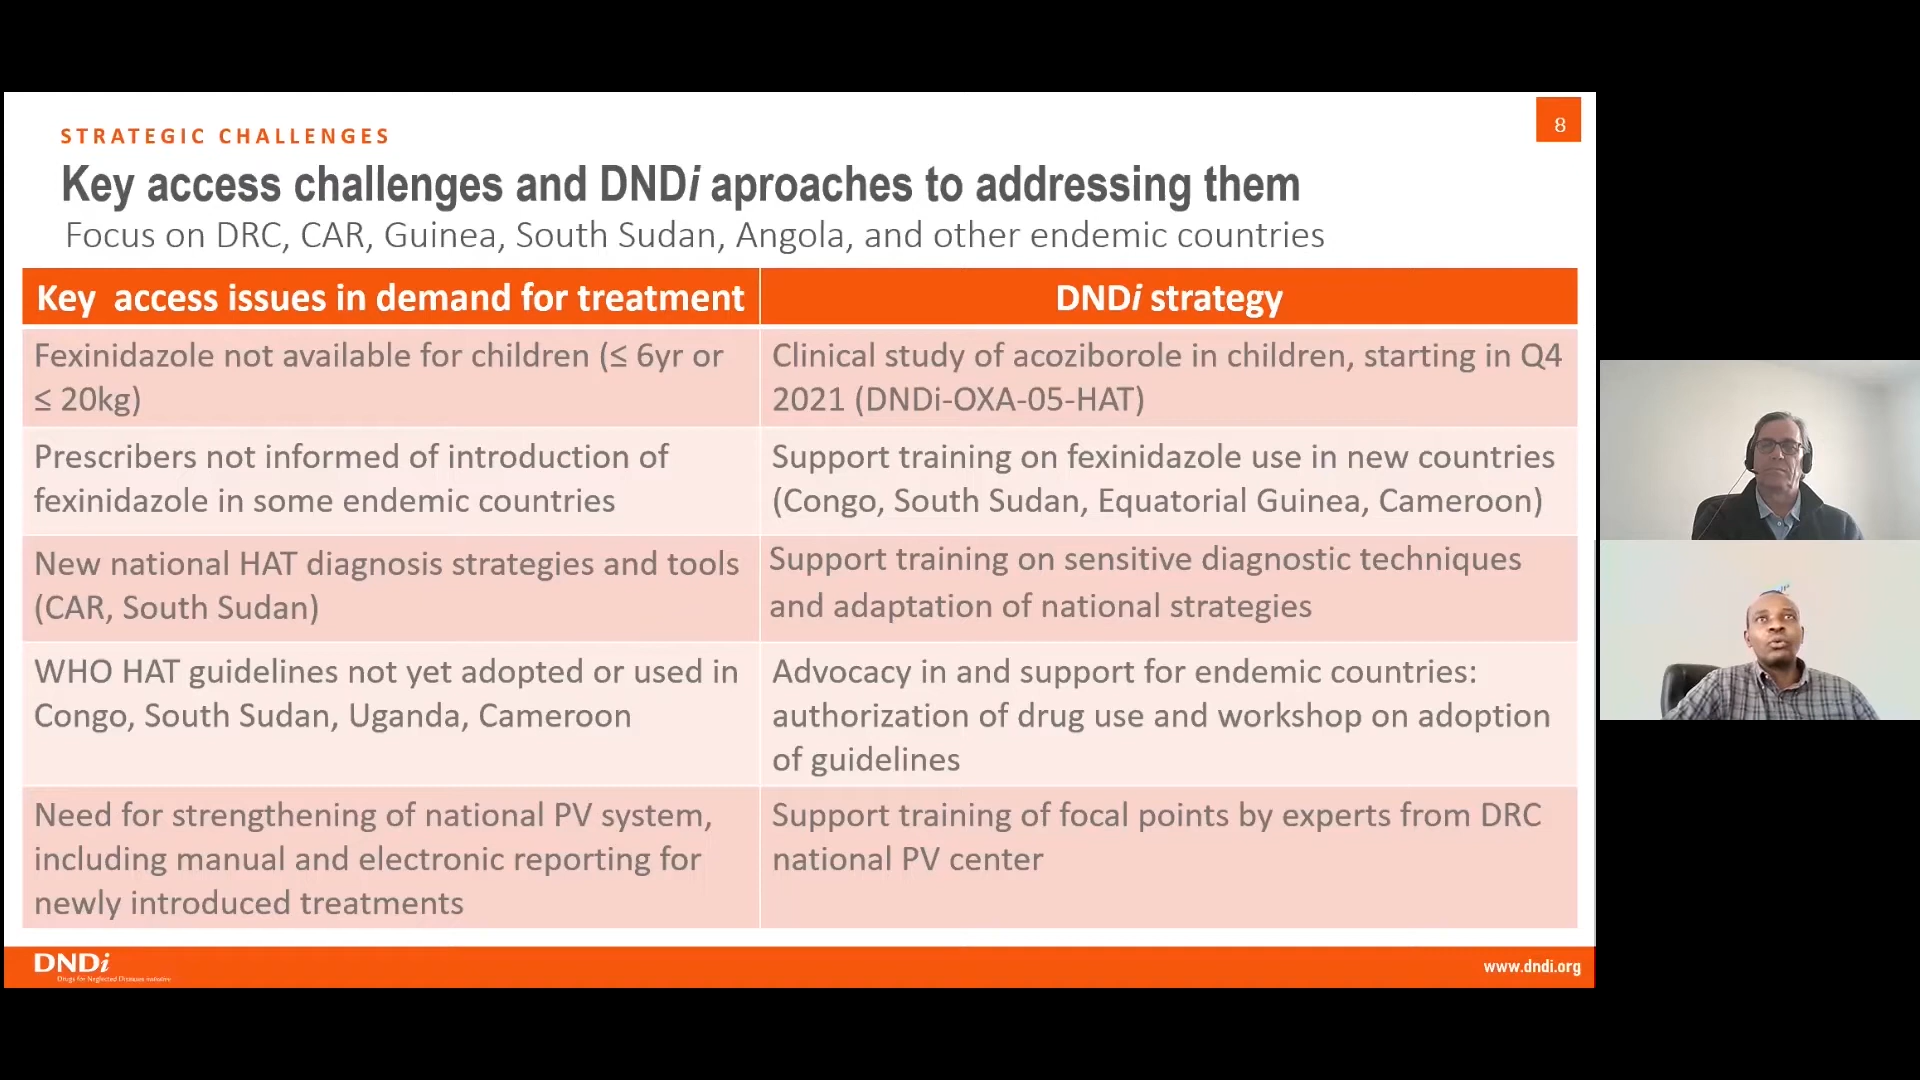 STRATEGIC CHALLENGES
8
Key access challenges and DNDi aproaches to addressing them
Focus on DRC, CAR, Guinea, South Sudan, Angola, and other endemic countries
Key access issues in demand for treatment
DNDi strategy
Fexinidazole not available for children (≤ 6yr or
≤ 20kg)
Clinical study of acoziborole in children, starting in Q4
2021 (DNDi-OXA-05-HAT)
Prescribers not informed of introduction of
fexinidazole in some endemic countries
Support training on fexinidazole use in new countries
(Congo, South Sudan, Equatorial Guinea, Cameroon)
New national HAT diagnosis strategies and tools
(CAR, South Sudan)
Support training on sensitive diagnostic techniques
and adaptation of national strategies
WHO HAT guidelines not yet adopted or used in
Congo, South Sudan, Uganda, Cameroon
Advocacy in and support for endemic countries:
authorization of drug use and workshop on adoption
of guidelines
Need for strengthening of national PV system,
including manual and electronic reporting for
newly introduced treatments
Support training of focal points by experts from DRC
national PV center
DNDi
Drugs for Neglected Diseases initiative
www.dndi.org